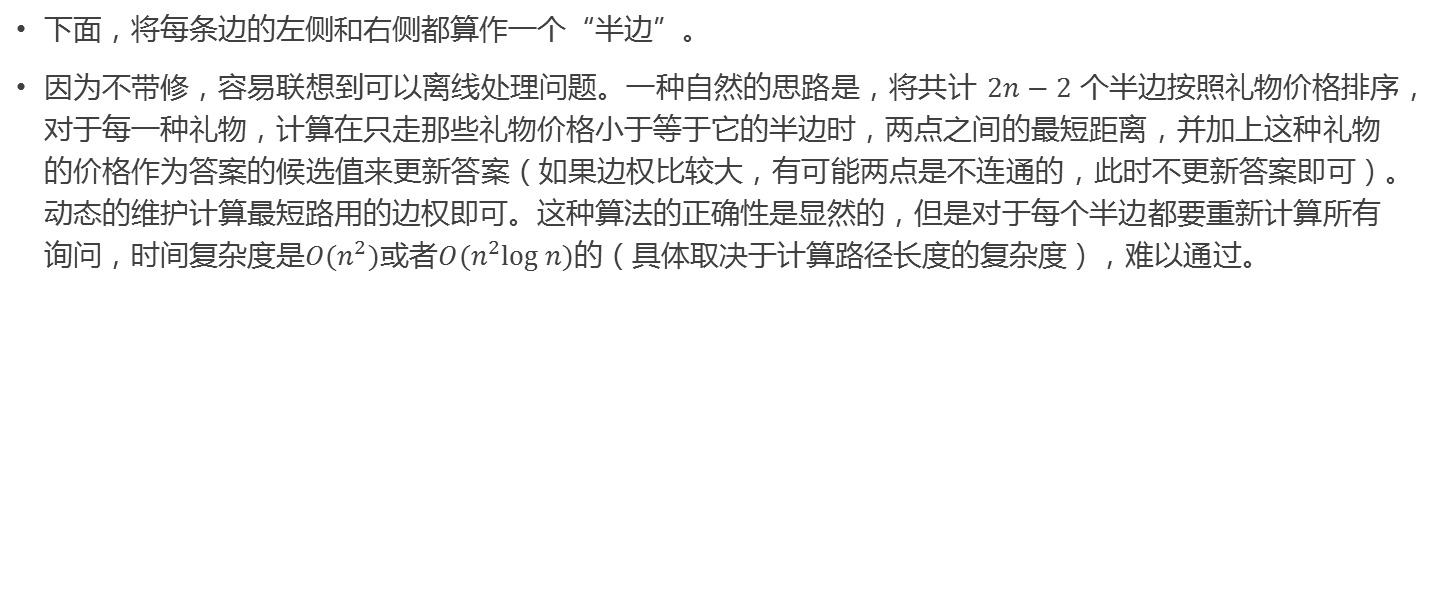 • 下面，将每条边的左侧和右侧都算作一个“半边”。
• 因为不带修，容易联想到可以离线处理问题。一种自然的思路是，将共计 2n − 2 个半边按照礼物价格排序，
对于每一种礼物，计算在只走那些礼物价格小于等于它的半边时，两点之间的最短距离，并加上这种礼物
的价格作为答案的候选值来更新答案（如果边权比较大，有可能两点是不连通的，此时不更新答案即可）。
动态的维护计算最短路用的边权即可。这种算法的正确性是显然的，但是对于每个半边都要重新计算所有
询问，时间复杂度是O(n²)或者O(n²log n)的（具体取决于计算路径长度的复杂度），难以通过。